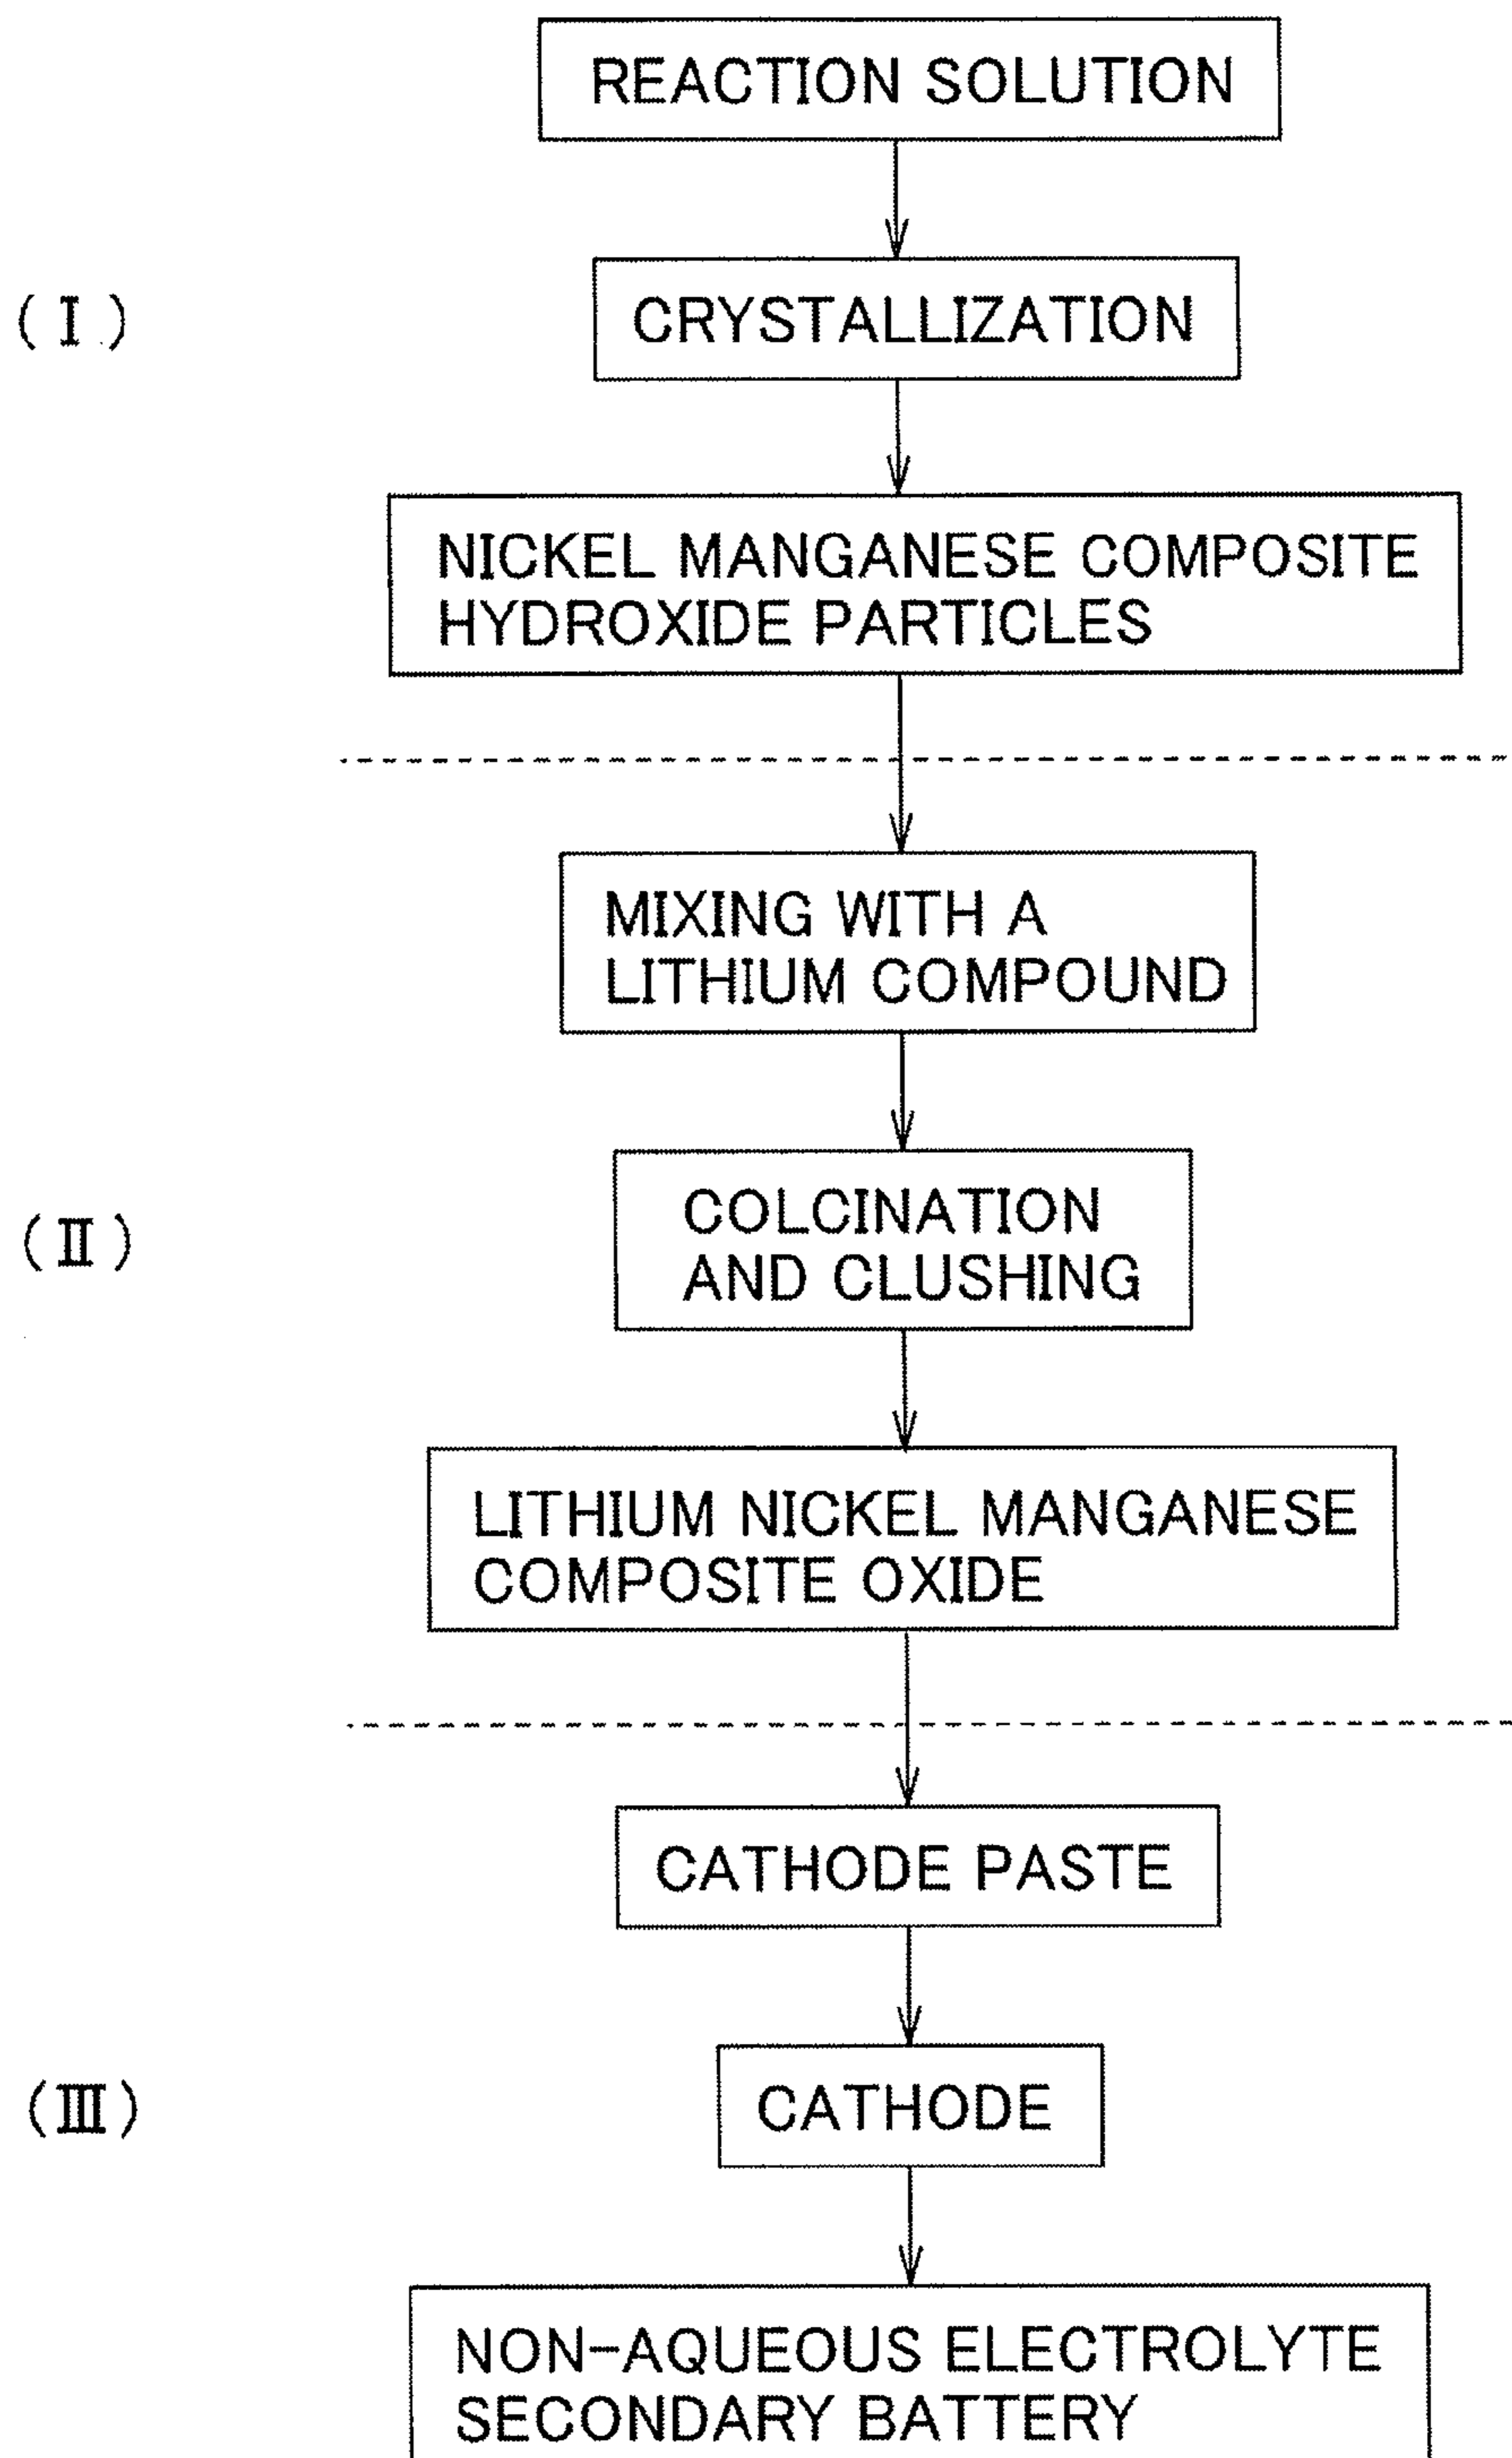 REACTION SOLUTION
(I)
CRYSTALLIZATION
NICKEL MANGANESE COMPOSITE
HYDROXIDE PARTICLES
MIXING WITH A
LITHIUM COMPOUND
(II)
COLCINATION
AND CLUSHING
LITHIUM NICKEL MANGANESE
COMPOSITE OXIDE
CATHODE PASTE
(III)
CATHODE
NON-AQUEOUS ELECTROLYTE
SECONDARY BATTERY